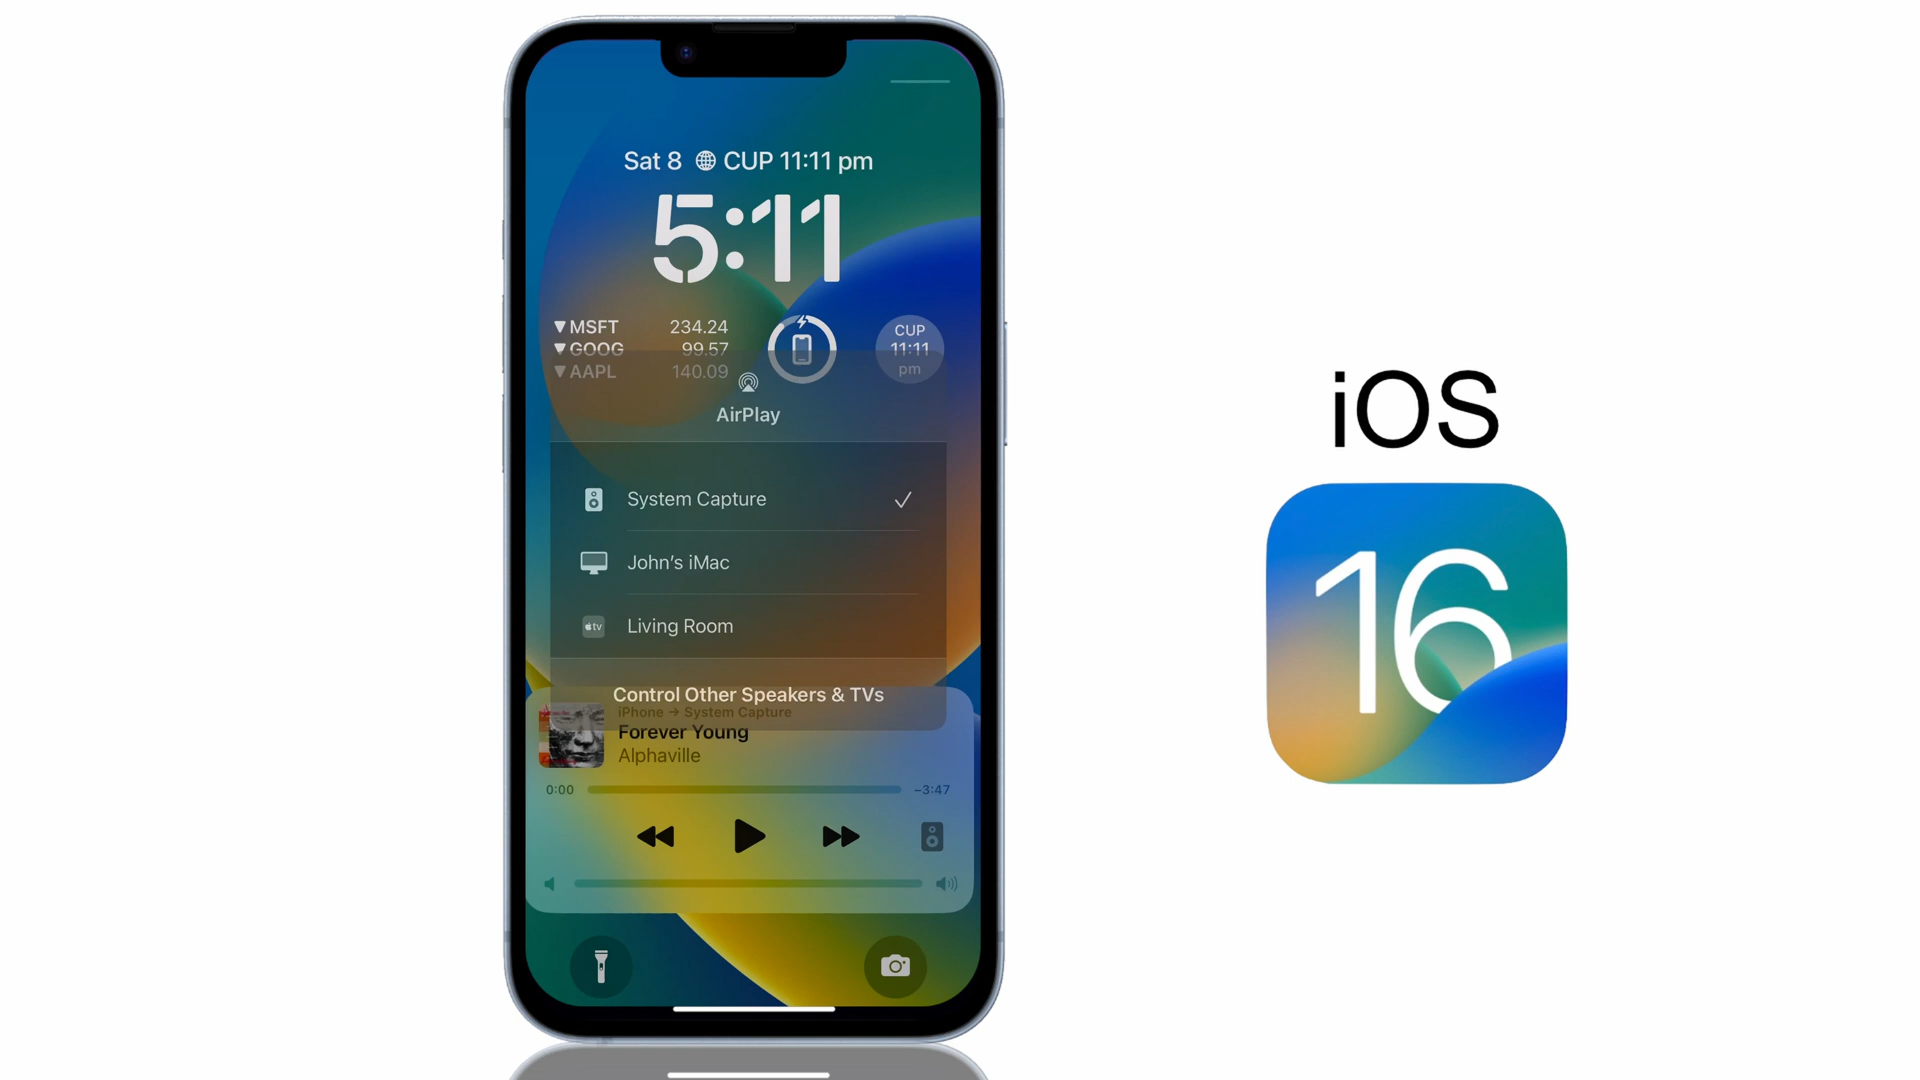 Sat 8 CUP 11:11 pm
5:11
▼MSFT 234.24
▼GOOG 99.57
▼AAPL 140.09
CUP
11:11
pm
AirPlay
System Capture
John's iMac
tv
Living Room
Control Other Speakers & TVs
iPhone → System Capture
Forever Young
Alphaville
0:00
−3:47
iOS
16